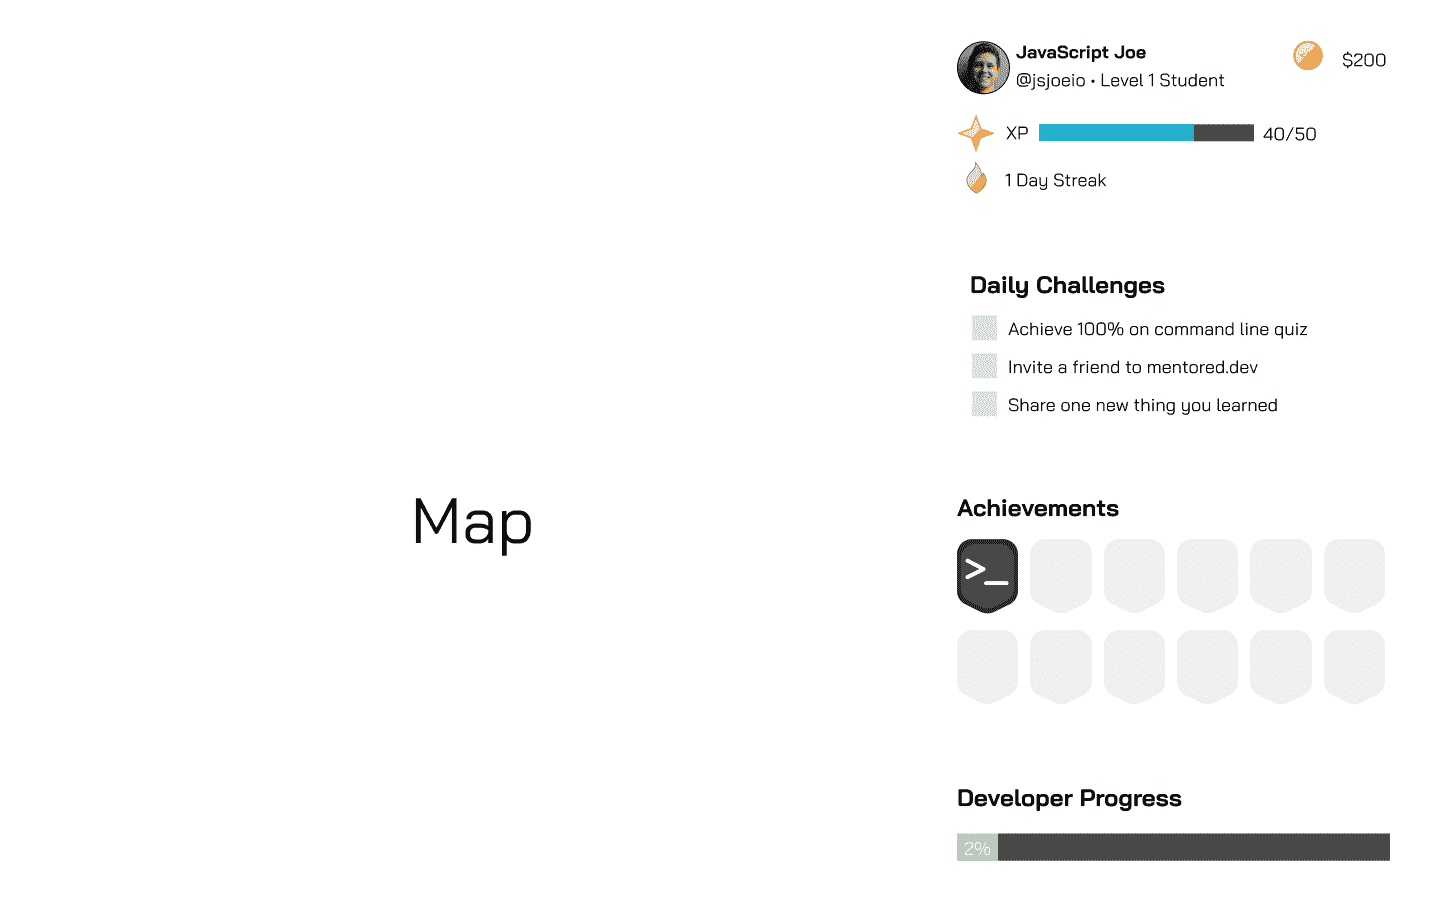 JavaScript Joe
$200
@jsjoeio • Level 1 Student
XP 40/50
1 Day Streak
Daily Challenges
Achieve 100% on command line quiz
Invite a friend to mentored.dev
Share one new thing you learned
Map
Achievements
>_
Developer Progress
2%